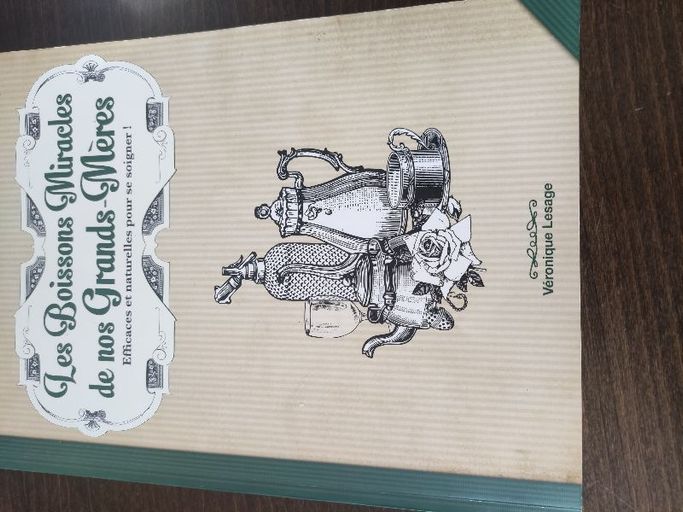 Les Boissons Miracles
de nos Grands-Mères
Efficaces et naturelles pour se soigner !
Véronique Lesage